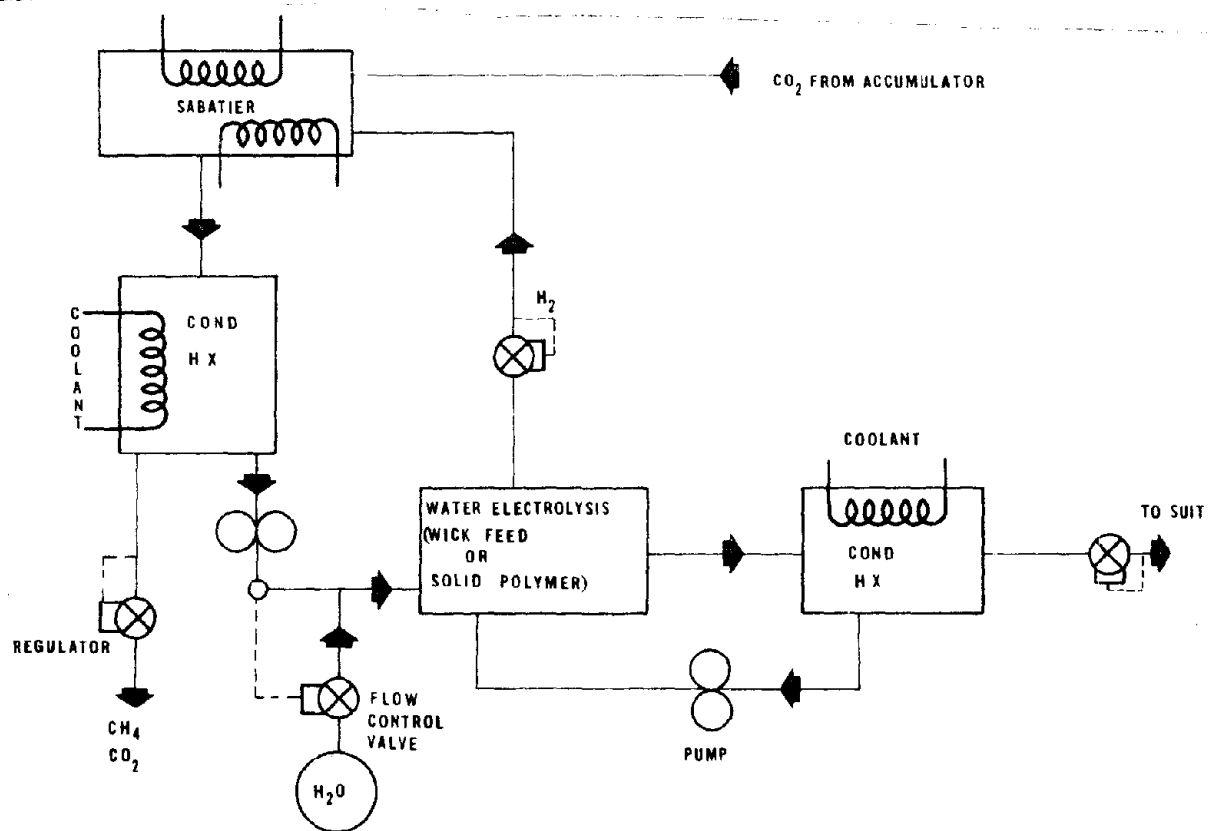 CO₂ FROM ACCUMULATOR
SABATIER
H₂
COOLANT
COND
HX
COOLANT
WATER ELECTROLYSIS
(WICK FEED
OR
SOLID POLYMER)
COND
HX
TO SUIT
REGULATOR
FLOW
CONTROL
VALVE
CH₄
CO₂
PUMP
H₂O